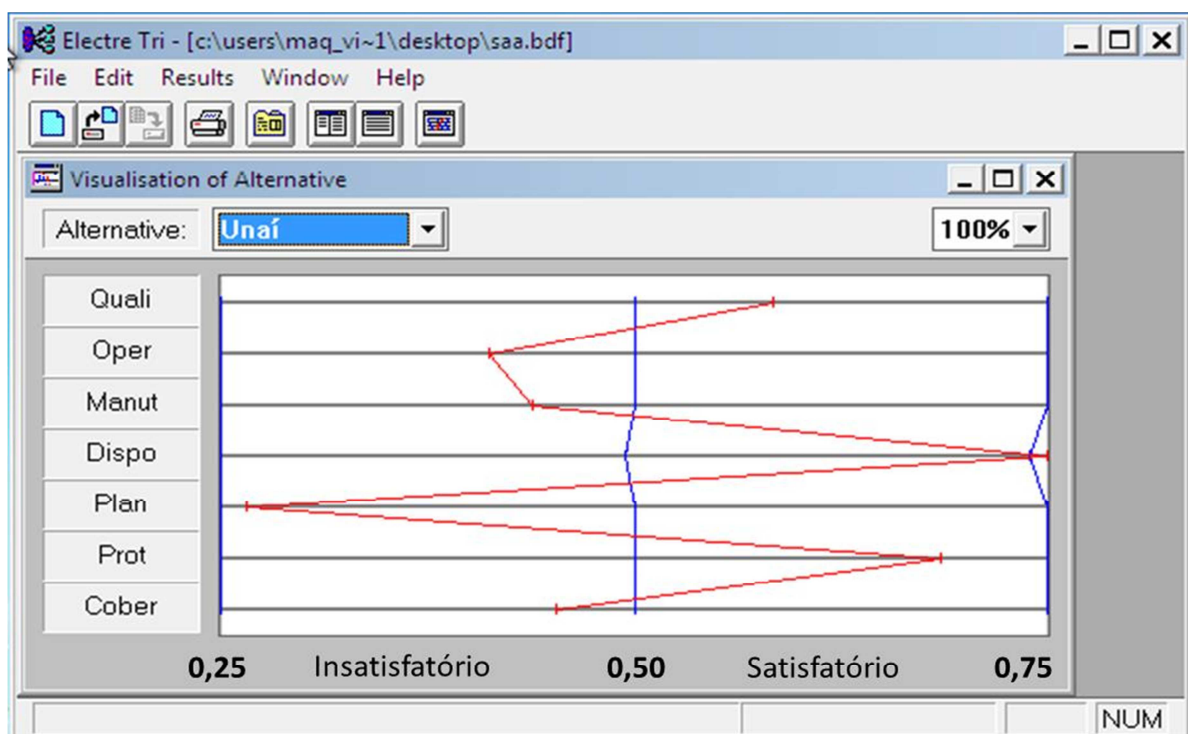 Electre Tri - [c:\users\maq_vi~1\desktop\saa.bdf]
File Edit Results Window Help
Visualisation of Alternative
Alternative: Unaí 100%
Quali
Oper
Manut
Dispo
Plan
Prot
Cober
0,25 Insatisfatório 0,50 Satisfatório 0,75
NUM